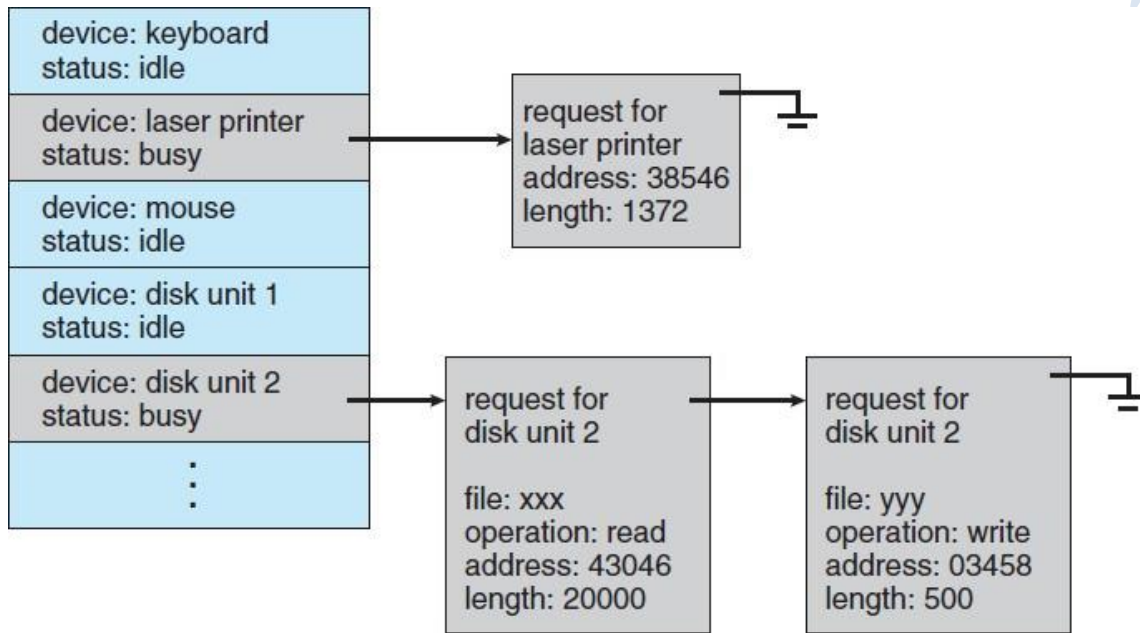 device: keyboard
status: idle
device: laser printer
status: busy
device: mouse
status: idle
device: disk unit 1
status: idle
device: disk unit 2
status: busy
request for
laser printer
address: 38546
length: 1372
request for
disk unit 2
file: xxx
operation: read
address: 43046
length: 20000
request for
disk unit 2
file: yyy
operation: write
address: 03458
length: 500